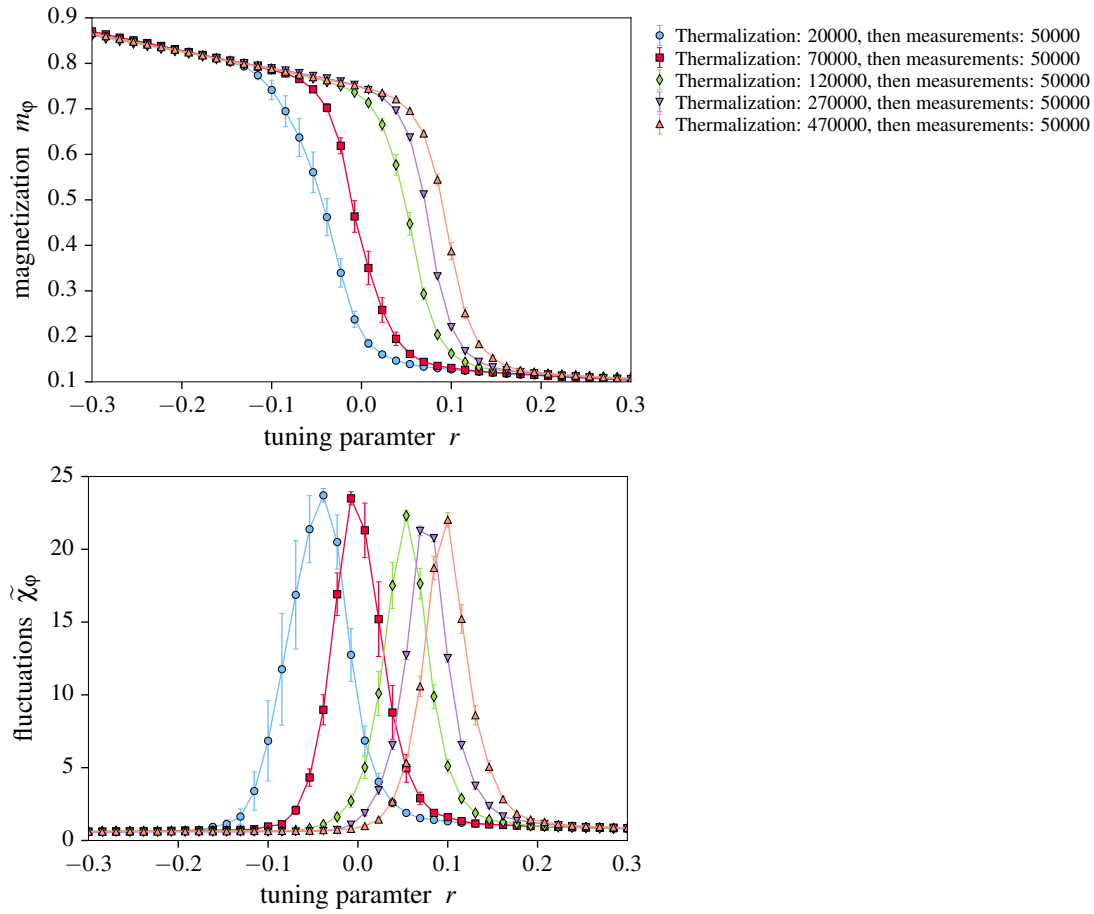 0.9
0.8
0.7
0.6
0.5
0.4
0.3
0.2
0.1
magnetization mφ
−0.3 −0.2 −0.1 0.0 0.1 0.2 0.3
tuning paramter r
Thermalization: 20000, then measurements: 50000
Thermalization: 70000, then measurements: 50000
Thermalization: 120000, then measurements: 50000
Thermalization: 270000, then measurements: 50000
Thermalization: 470000, then measurements: 50000
25
20
15
10
5
0
fluctuations χ̃φ
−0.3 −0.2 −0.1 0.0 0.1 0.2 0.3
tuning paramter r